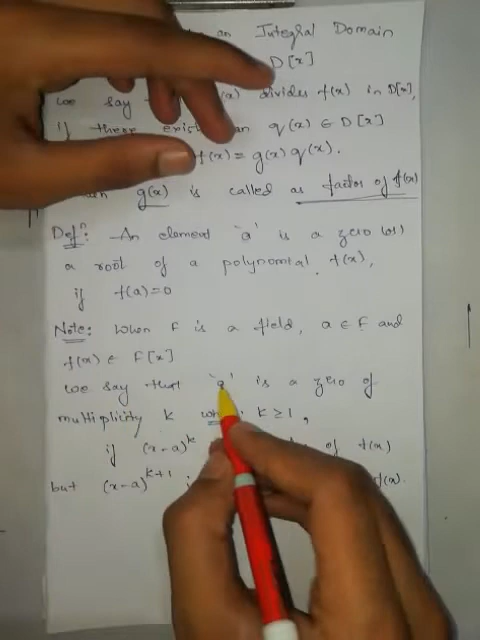 an Integral Domain
D[x]
we say (x) divides f(x) in D[x],
if there exist an q(x) ∈ D[x]
f(x) = g(x) q(x).
g(x) is called as factor of f(x)
Defⁿ: An element 'a' is a zero (or)
a root of a polynomial f(x),
if f(a)=0
Note: When F is a field, a ∈ F and
f(x) ∈ F[x]
we say that 'a' is a zero of
multiplicity k k ≥ 1,
if (x-a)^k of f(x)
but (x-a)^k+1